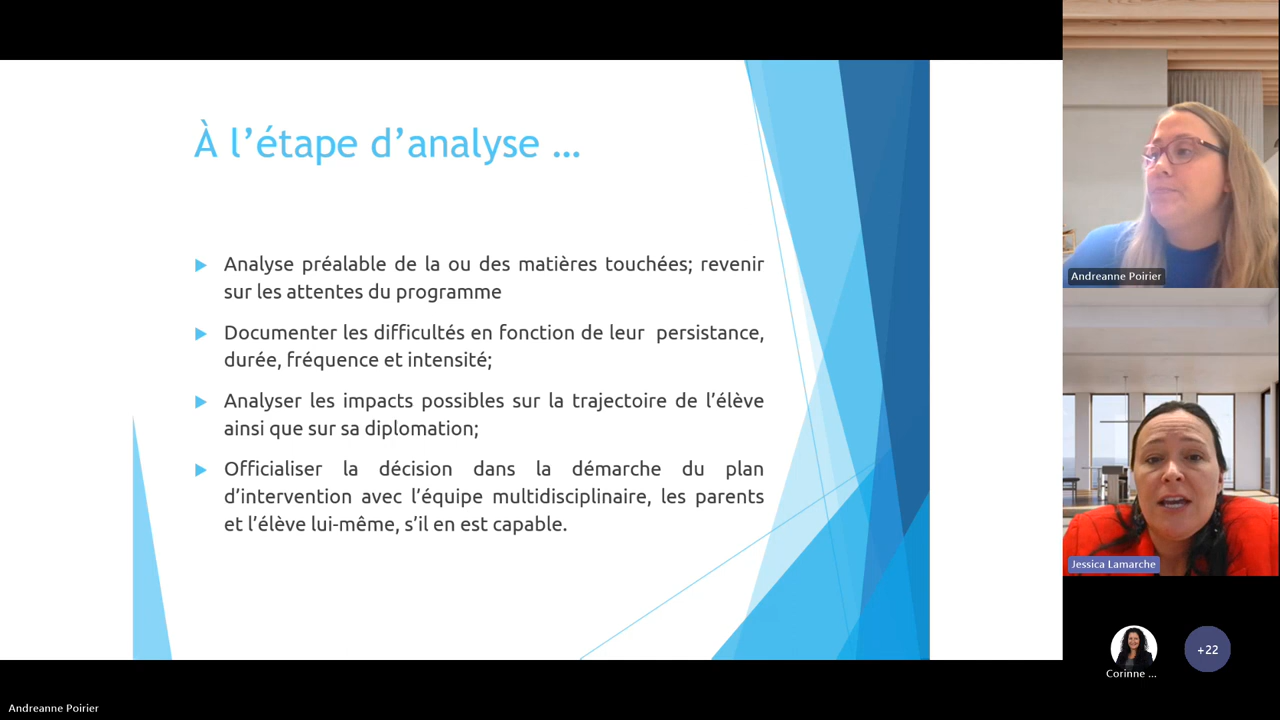 À l’étape d’analyse ...
Analyse préalable de la ou des matières touchées; revenir
sur les attentes du programme
Documenter les difficultés en fonction de leur  persistance,
durée, fréquence et intensité;
Analyser les impacts possibles sur la trajectoire de l’élève
ainsi que sur sa diplomation;
Officialiser la décision dans la démarche du plan
d’intervention avec l’équipe multidisciplinaire, les parents
et l’élève lui-même, s’il en est capable.
Andreanne Poirier
Jessica Lamarche
Corinne ...
+22
Andreanne Poirier